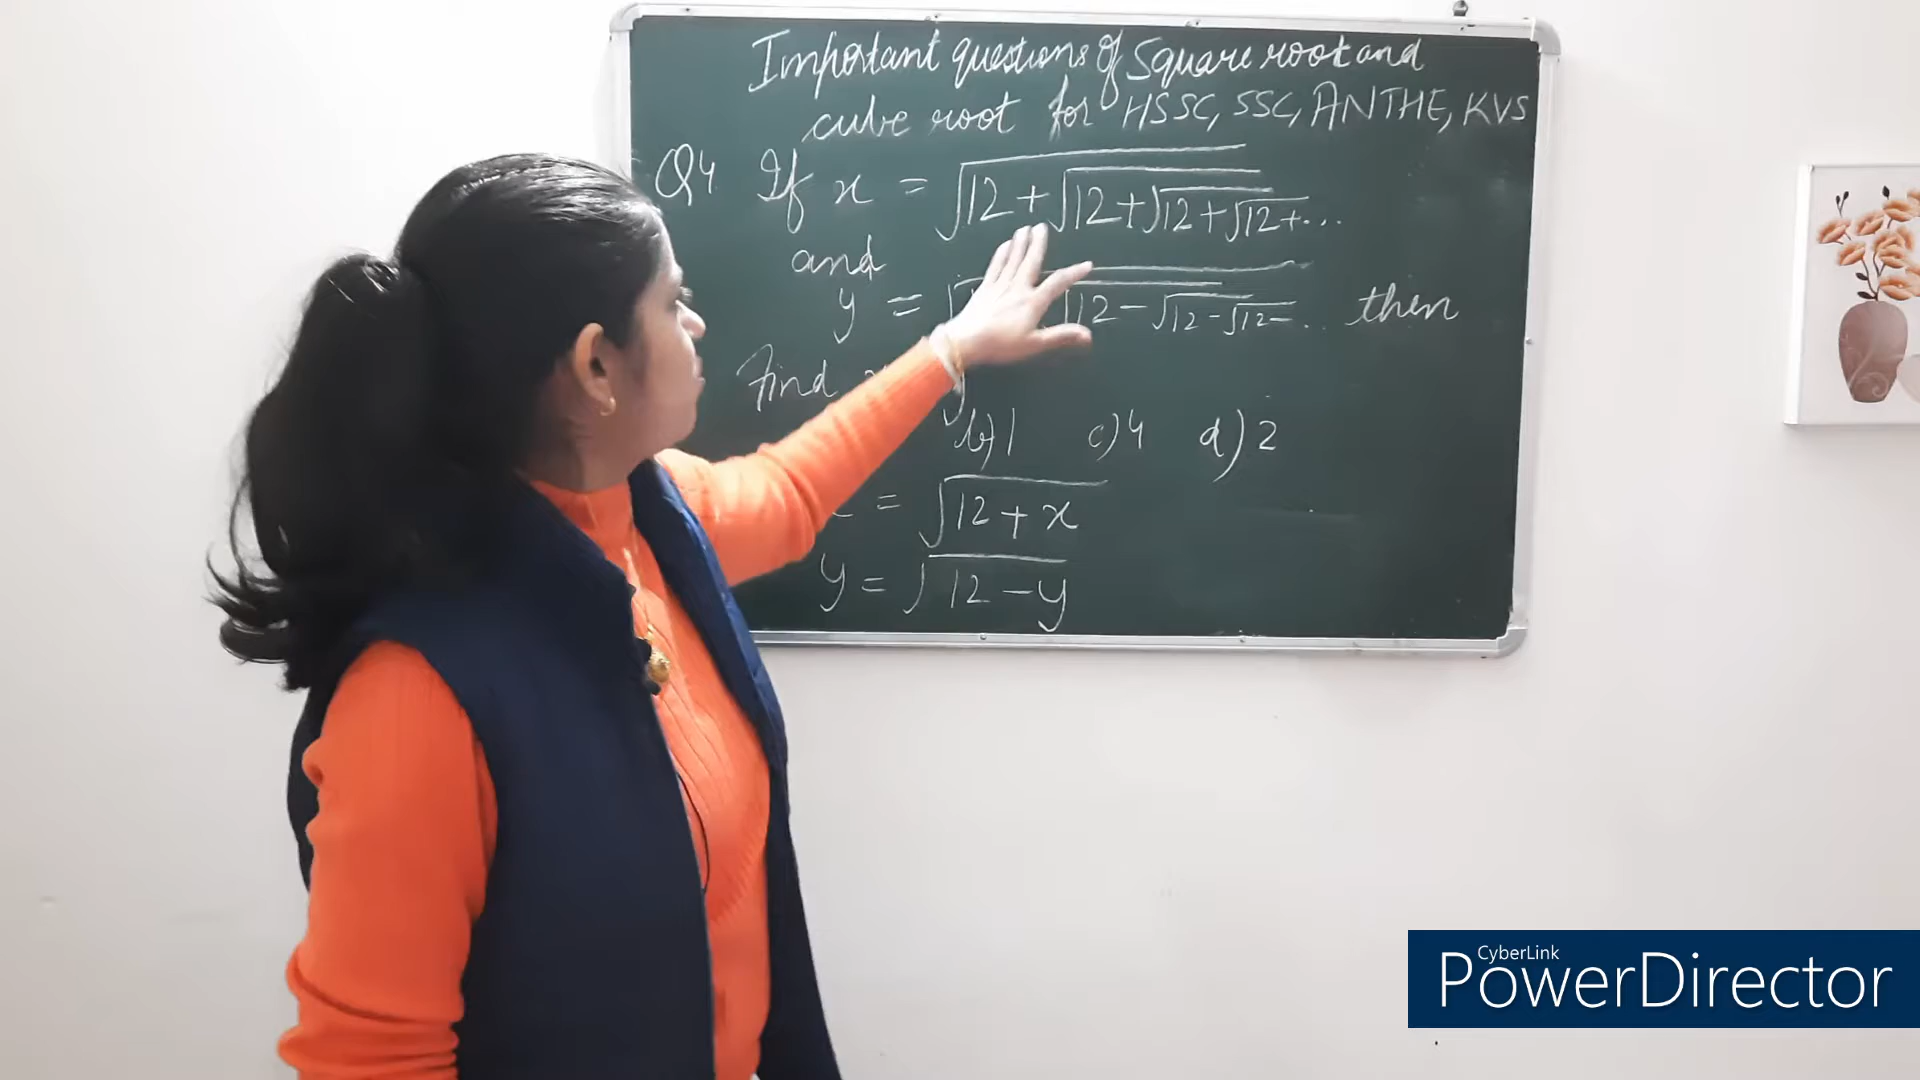 Important questions of Square root and
cube root for HSSC, SSC, ANTHE, KVS
Q4 If x = √12 + √12 + √12 + √12 + ...
and
y = √12 - √12 - √12 - ... then
Find
b) 1 c) 4 d) 2
= √12 + x
y = √12 - y
CyberLink
PowerDirector